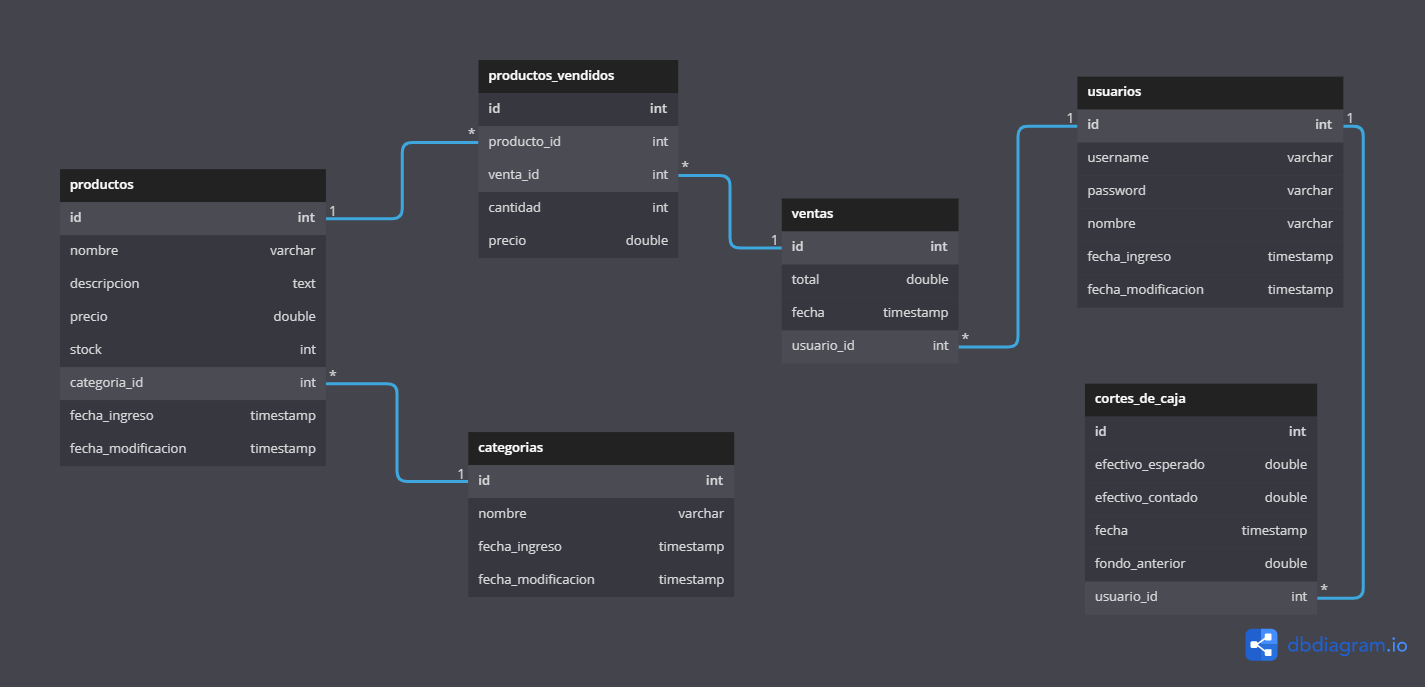 productos_vendidos
id int
* producto_id int
venta_id int *
cantidad int
precio double
usuarios
1 id int 1
username varchar
password varchar
nombre varchar
fecha_ingreso timestamp
fecha_modificacion timestamp
productos
id int 1
nombre varchar
descripcion text
precio double
stock int
categoria_id int *
fecha_ingreso timestamp
fecha_modificacion timestamp
ventas
1 id int
total double
fecha timestamp
usuario_id int *
categorias
1 id int
nombre varchar
fecha_ingreso timestamp
fecha_modificacion timestamp
cortes_de_caja
id int
efectivo_esperado double
efectivo_contado double
fecha timestamp
fondo_anterior double
usuario_id int *
dbdiagram.io